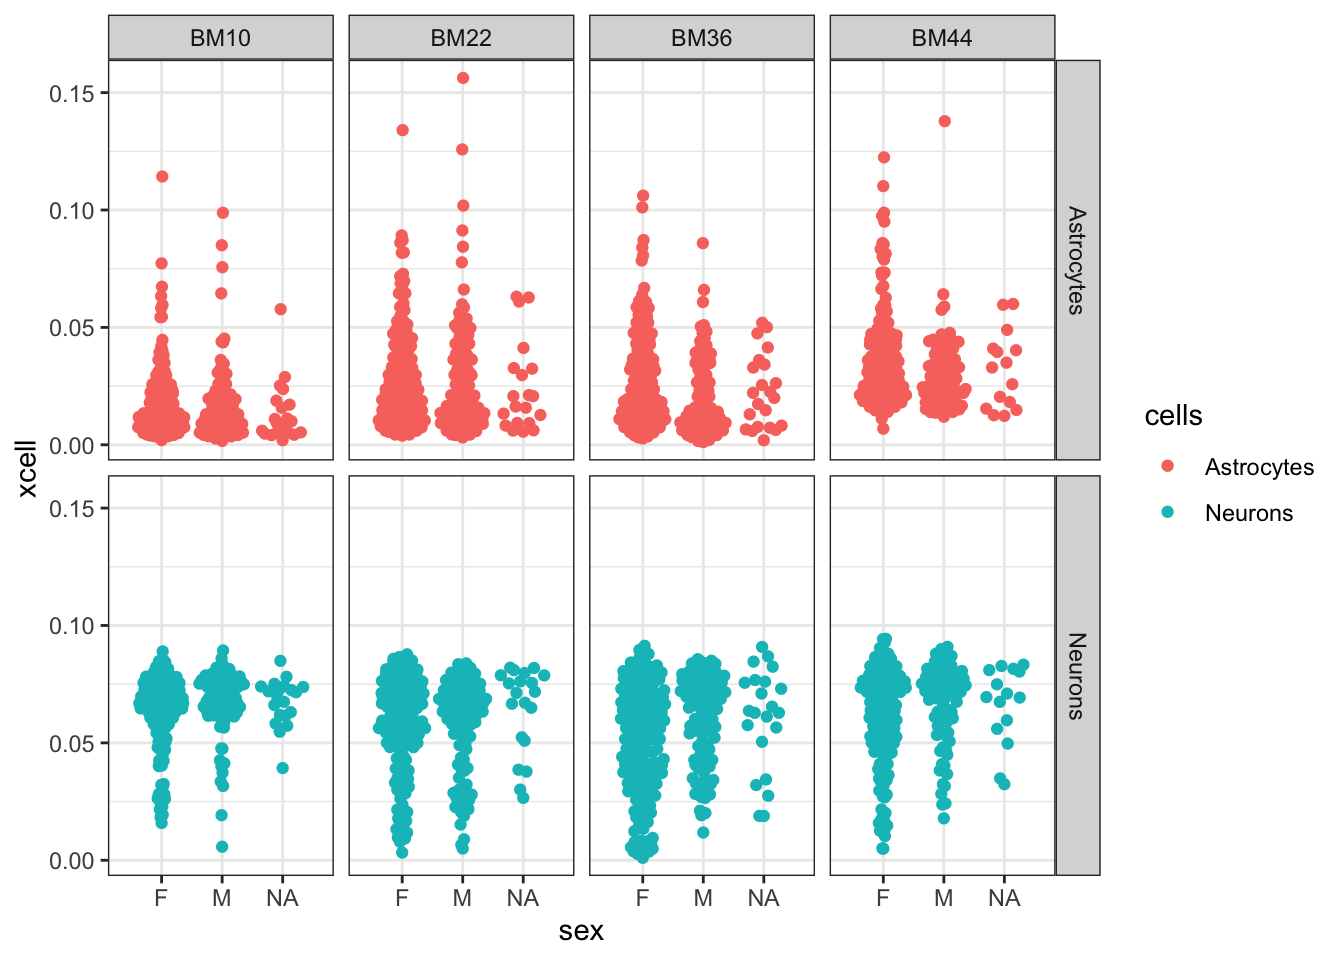 BM10 BM22 BM36 BM44
0.15
0.10
0.05
0.00
Astrocytes
0.15
0.10
0.05
0.00
Neurons
F M NA F M NA F M NA F M NA
sex
xcell
cells
Astrocytes
Neurons